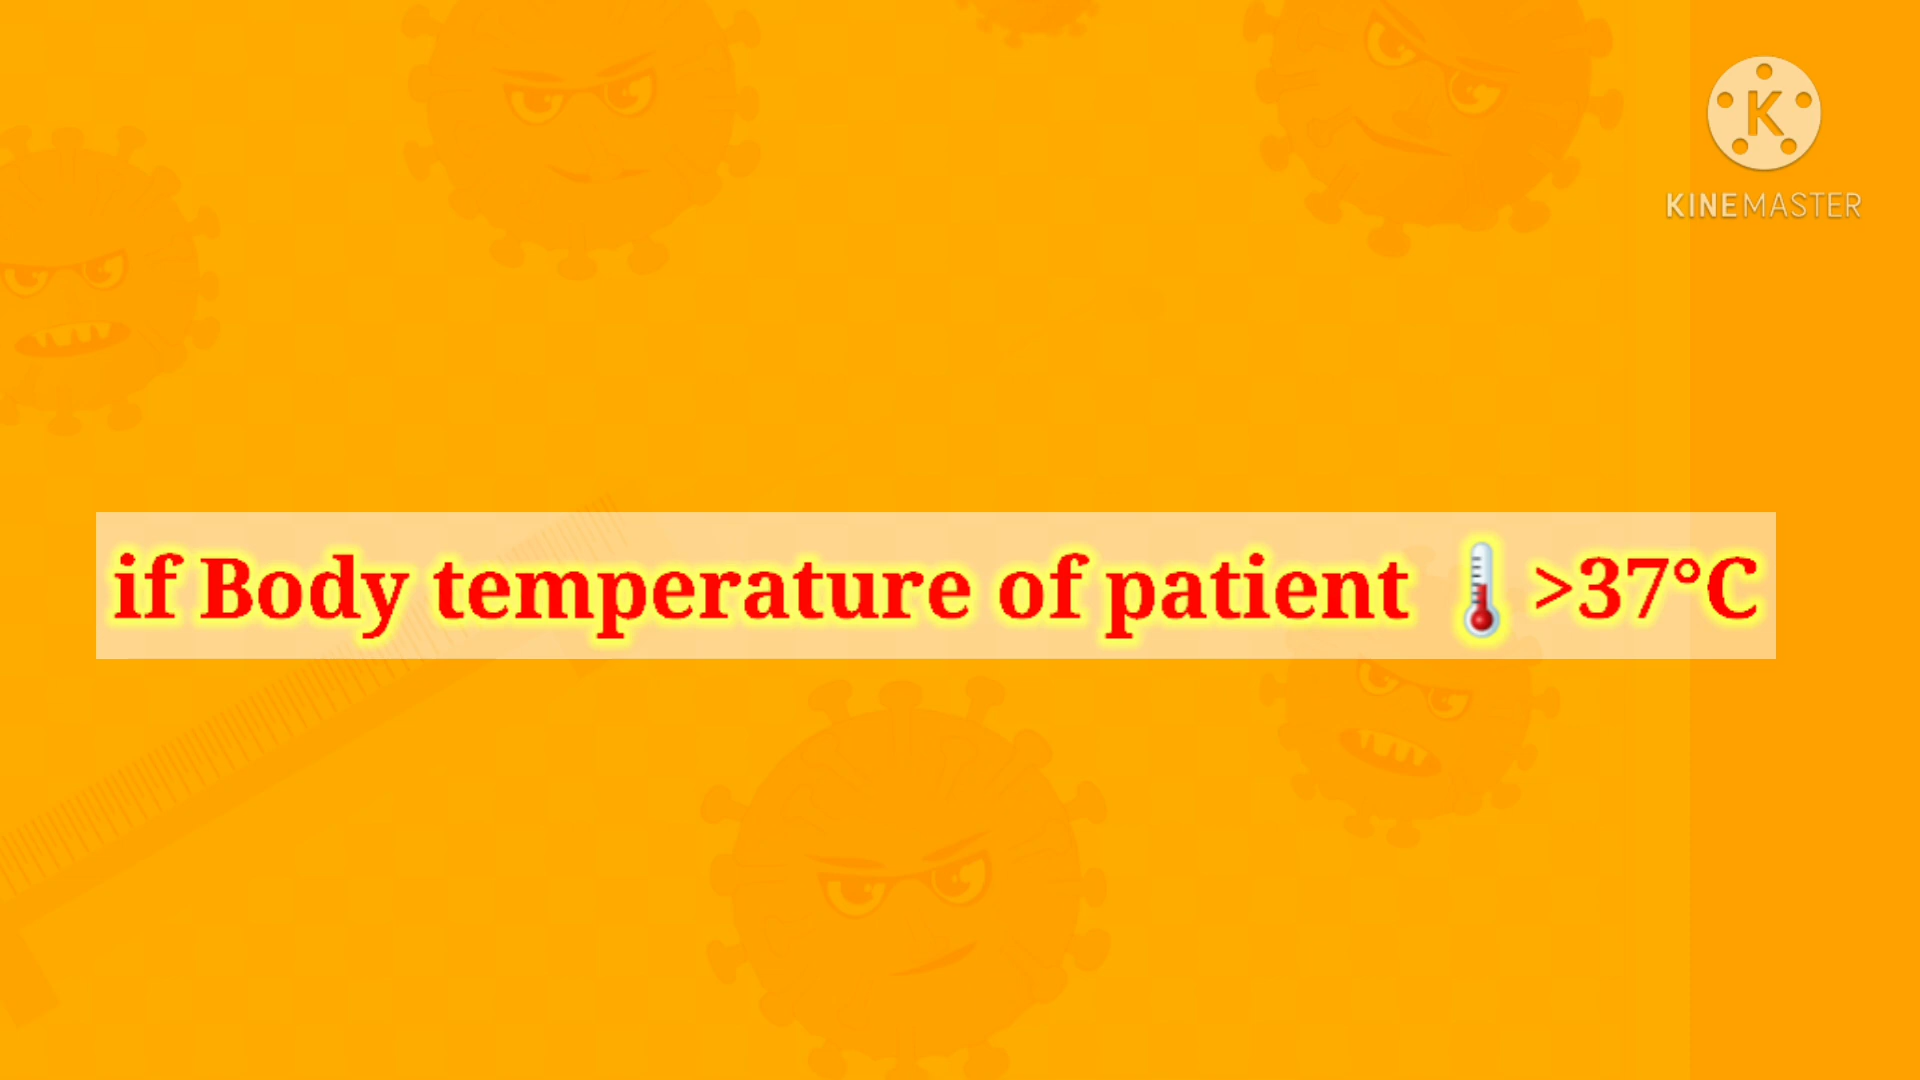 K
KINEMASTER
if Body temperature of patient 🌡️>37°C